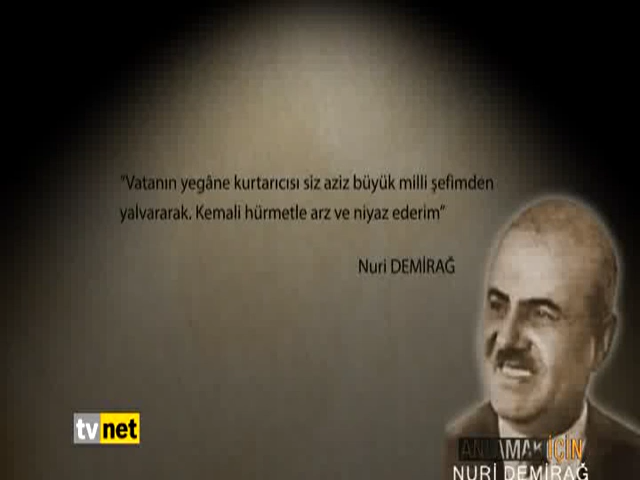 "Vatanın yegâne kurtarıcısı siz aziz büyük milli şefimden
yalvararak. Kemali hürmetle arz ve niyaz ederim"
Nuri DEMİRAĞ
tvnet
ANLAMAK İÇİN
NURİ DEMİRAĞ